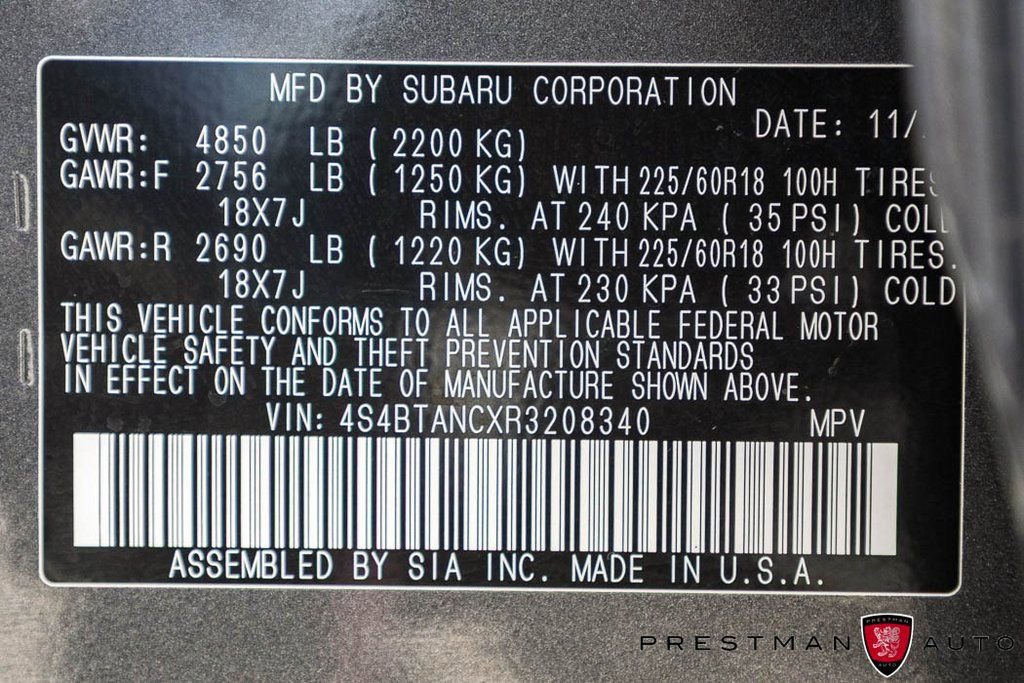 MFD BY SUBARU CORPORATION
DATE: 11/
GVWR: 4850 LB ( 2200 KG)
GAWR:F 2756 LB ( 1250 KG) WITH 225/60R18 100H TIRES
18X7J RIMS. AT 240 KPA ( 35 PSI) COL
GAWR:R 2690 LB ( 1220 KG) WITH 225/60R18 100H TIRES.
18X7J RIMS. AT 230 KPA ( 33 PSI) COLD
THIS VEHICLE CONFORMS TO ALL APPLICABLE FEDERAL MOTOR
VEHICLE SAFETY AND THEFT PREVENTION STANDARDS
IN EFFECT ON THE DATE OF MANUFACTURE SHOWN ABOVE.
VIN: 4S4BTANCXR3208340 MPV
ASSEMBLED BY SIA INC. MADE IN U.S.A.
PRESTMAN AUTO
PRESTMAN
AUTO